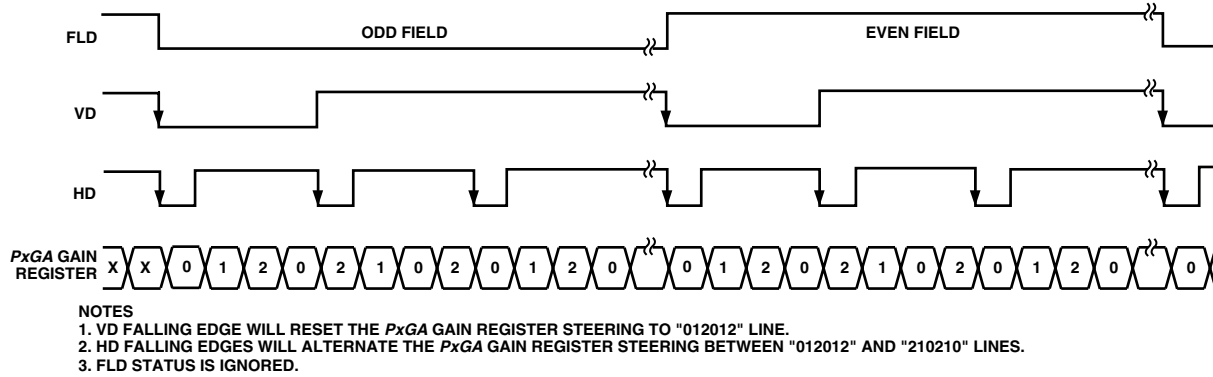 FLD
ODD FIELD
EVEN FIELD
VD
HD
PxGA GAIN
REGISTER
X X 0 1 2 0 2 1 0 2 0 1 2 0 0 1 2 0 2 1 0 2 0 1 2 0 0
NOTES
1. VD FALLING EDGE WILL RESET THE PxGA GAIN REGISTER STEERING TO "012012" LINE.
2. HD FALLING EDGES WILL ALTERNATE THE PxGA GAIN REGISTER STEERING BETWEEN "012012" AND "210210" LINES.
3. FLD STATUS IS IGNORED.